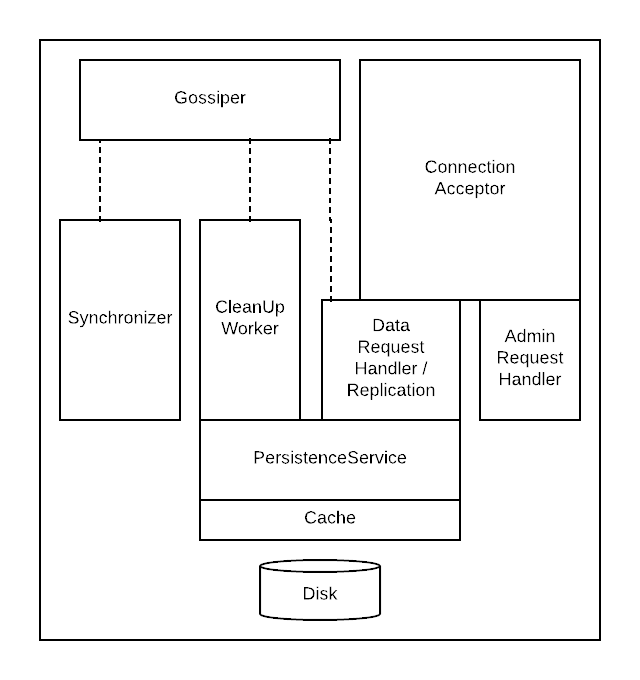 Gossiper
Connection
Acceptor
Synchronizer
CleanUp
Worker
Data
Request
Handler /
Replication
Admin
Request
Handler
PersistenceService
Cache
Disk